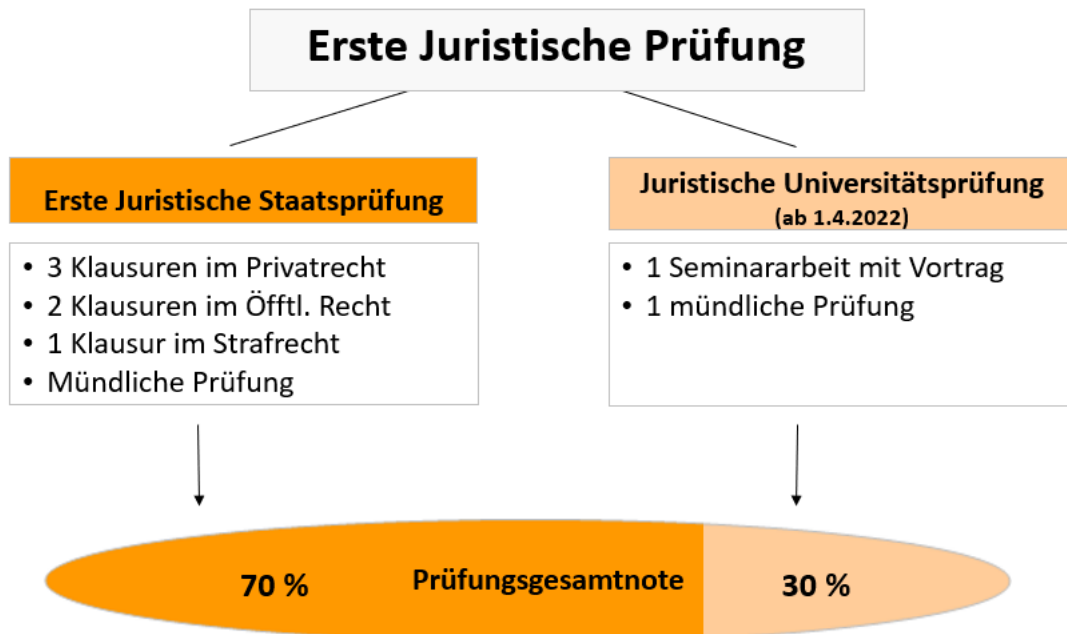 Erste Juristische Prüfung
Erste Juristische Staatsprüfung
• 3 Klausuren im Privatrecht
• 2 Klausuren im Öfftl. Recht
• 1 Klausur im Strafrecht
• Mündliche Prüfung
Juristische Universitätsprüfung
(ab 1.4.2022)
• 1 Seminararbeit mit Vortrag
• 1 mündliche Prüfung
70 % Prüfungsgesamtnote 30 %